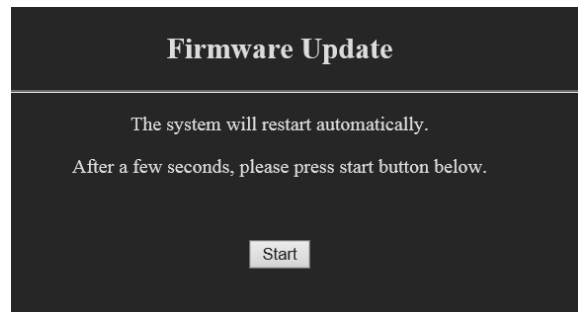 Firmware Update
The system will restart automatically.
After a few seconds, please press start button below.
Start